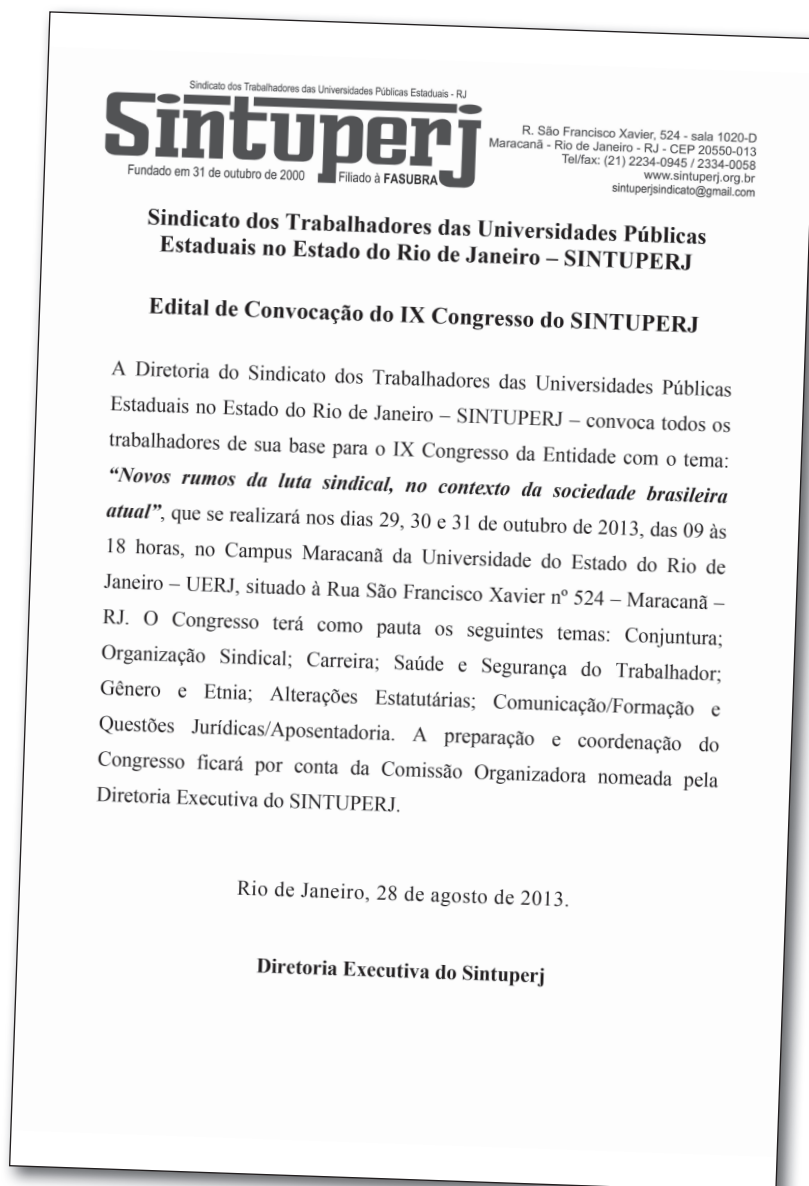 Sindicato dos Trabalhadores das Universidades Públicas Estaduais - RJ
Sintuperj
Fundado em 31 de outubro de 2000
Filiado à FASUBRA
R. São Francisco Xavier, 524 - sala 1020-D
Maracanã - Rio de Janeiro - RJ - CEP 20550-013
Tel/fax: (21) 2234-0945 / 2334-0058
www.sintuperj.org.br
sintuperjsindicato@gmail.com
Sindicato dos Trabalhadores das Universidades Públicas
Estaduais no Estado do Rio de Janeiro – SINTUPERJ
Edital de Convocação do IX Congresso do SINTUPERJ
A Diretoria do Sindicato dos Trabalhadores das Universidades Públicas
Estaduais no Estado do Rio de Janeiro – SINTUPERJ – convoca todos os
trabalhadores de sua base para o IX Congresso da Entidade com o tema:
“Novos rumos da luta sindical, no contexto da sociedade brasileira
atual”, que se realizará nos dias 29, 30 e 31 de outubro de 2013, das 09 às
18 horas, no Campus Maracanã da Universidade do Estado do Rio de
Janeiro – UERJ, situado à Rua São Francisco Xavier nº 524 – Maracanã –
RJ. O Congresso terá como pauta os seguintes temas: Conjuntura;
Organização Sindical; Carreira; Saúde e Segurança do Trabalhador;
Gênero e Etnia; Alterações Estatutárias; Comunicação/Formação e
Questões Jurídicas/Aposentadoria. A preparação e coordenação do
Congresso ficará por conta da Comissão Organizadora nomeada pela
Diretoria Executiva do SINTUPERJ.
Rio de Janeiro, 28 de agosto de 2013.
Diretoria Executiva do Sintuperj